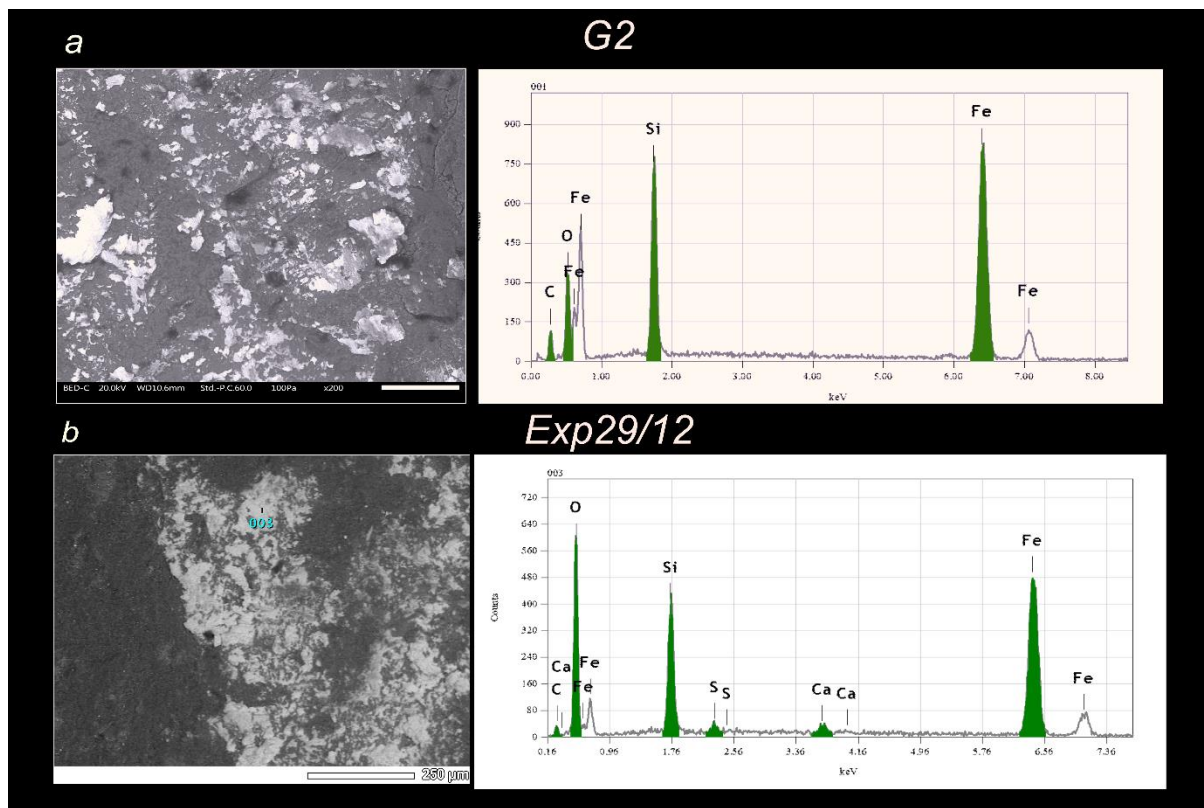 G2
a
001
900
750
600
450
300
150
0
Si
Fe
Fe
O
Fe
C
Fe
0.00 1.00 2.00 3.00 4.00 5.00 6.00 7.00 8.00
keV
BED-C 20.0kV WD10.6mm Std.-P.C.60.0 100Pa x200
Exp29/12
b
003
250 μm
003
720
640
560
480
400
320
240
160
80
0
Counts
O
Fe
Si
Ca Fe
C Fe
S S
Ca Ca
Fe
0.16 0.99 1.76 2.56 3.36 4.16 4.95 5.76 6.56 7.36
keV